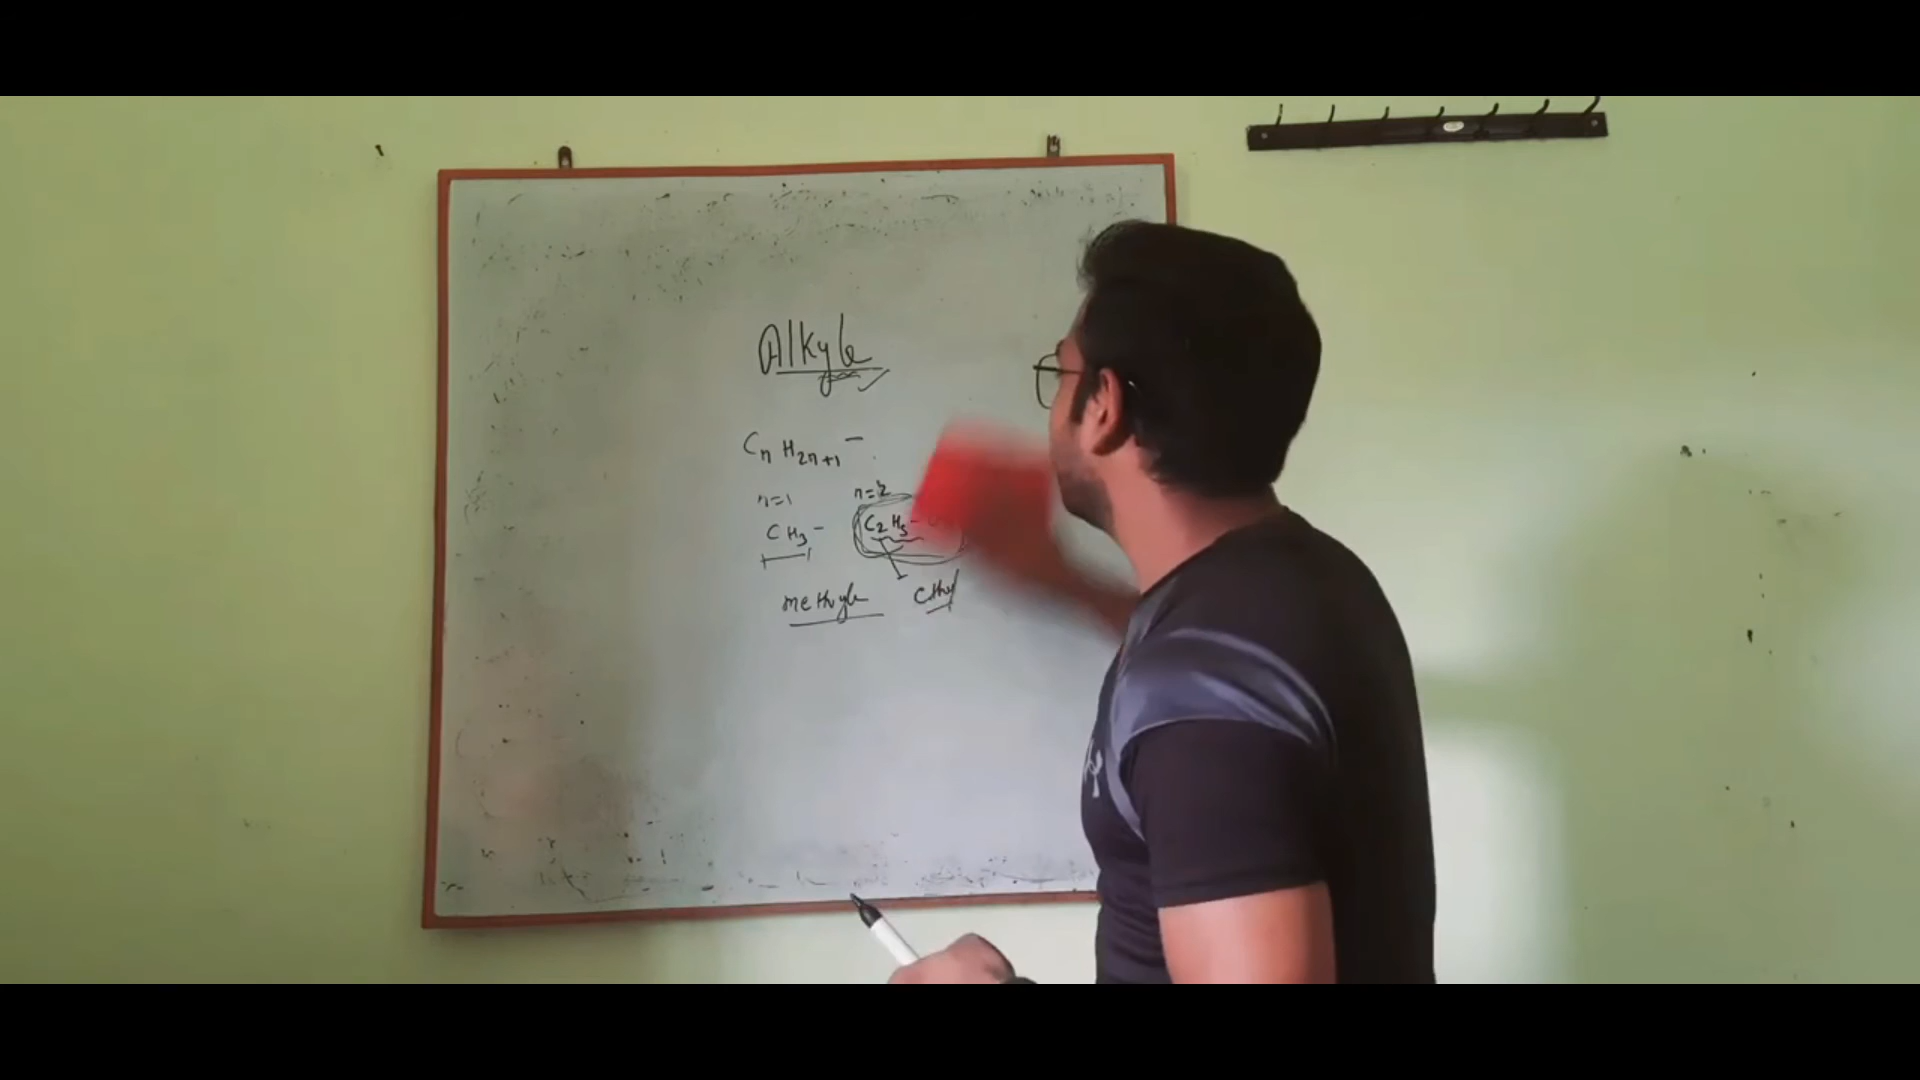 Alkyle
CnH2n+1–
n=1 n=2
CH3– C2H5–
methyle Ethyl